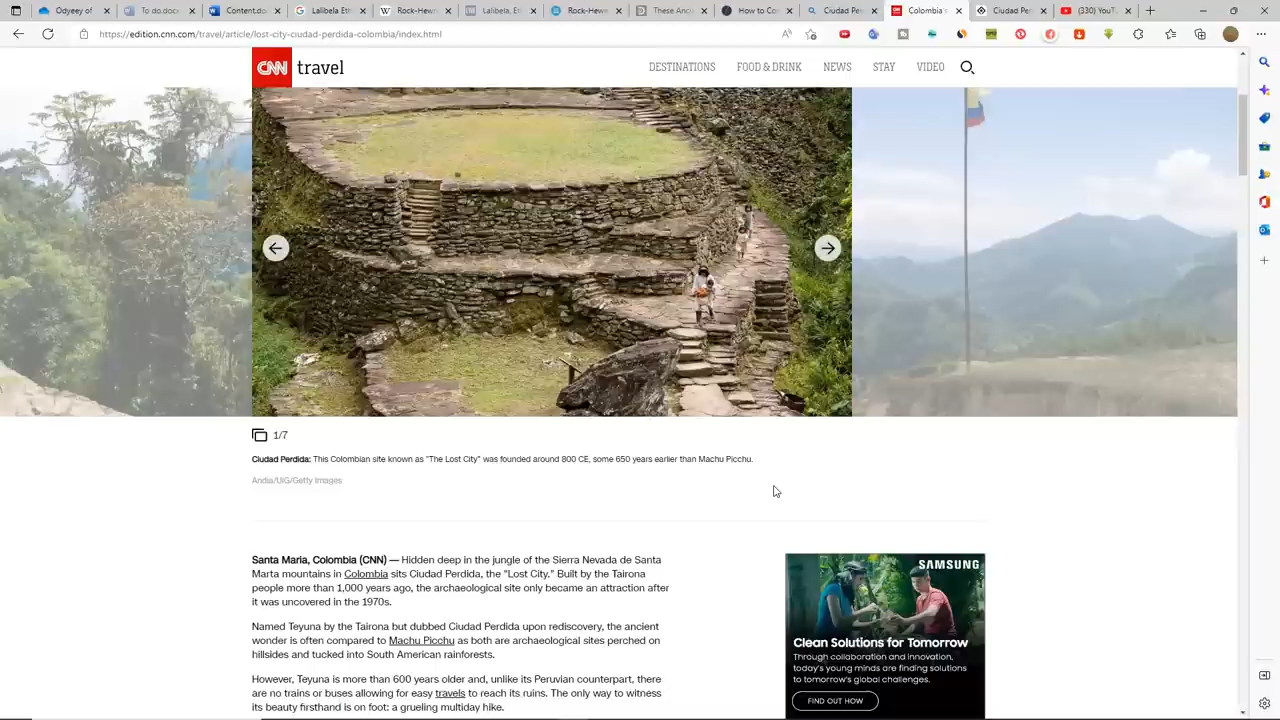 Odyssey
To do.docx
How to Co
Lalibela, Et
Lalibela. E
These Anci
How to Co
Ciudad Per
Colombia's
Ciudad Per
(330) YouT
https://edition.cnn.com/travel/article/lost-city-ciudad-perdida-colombia/index.html
CNN travel
DESTINATIONS FOOD & DRINK NEWS STAY VIDEO
1/7
Ciudad Perdida: This Colombian site known as "The Lost City" was founded around 800 CE, some 650 years earlier than Machu Picchu.
Andia/UIG/Getty Images
Santa Maria, Colombia (CNN) — Hidden deep in the jungle of the Sierra Nevada de Santa
Marta mountains in Colombia sits Ciudad Perdida, the "Lost City." Built by the Tairona
people more than 1,000 years ago, the archaeological site only became an attraction after
it was uncovered in the 1970s.
Named Teyuna by the Tairona but dubbed Ciudad Perdida upon rediscovery, the ancient
wonder is often compared to Machu Picchu as both are archaeological sites perched on
hillsides and tucked into South American rainforests.
However, Teyuna is more than 600 years older and, unlike its Peruvian counterpart, there
are no trains or buses allowing for easy travels to reach its ruins. The only way to witness
its beauty firsthand is on foot: a grueling multiday hike.
SAMSUNG
Clean Solutions for Tomorrow
Through collaboration and innovation,
today's young minds are finding solutions
to tomorrow's global challenges.
FIND OUT HOW